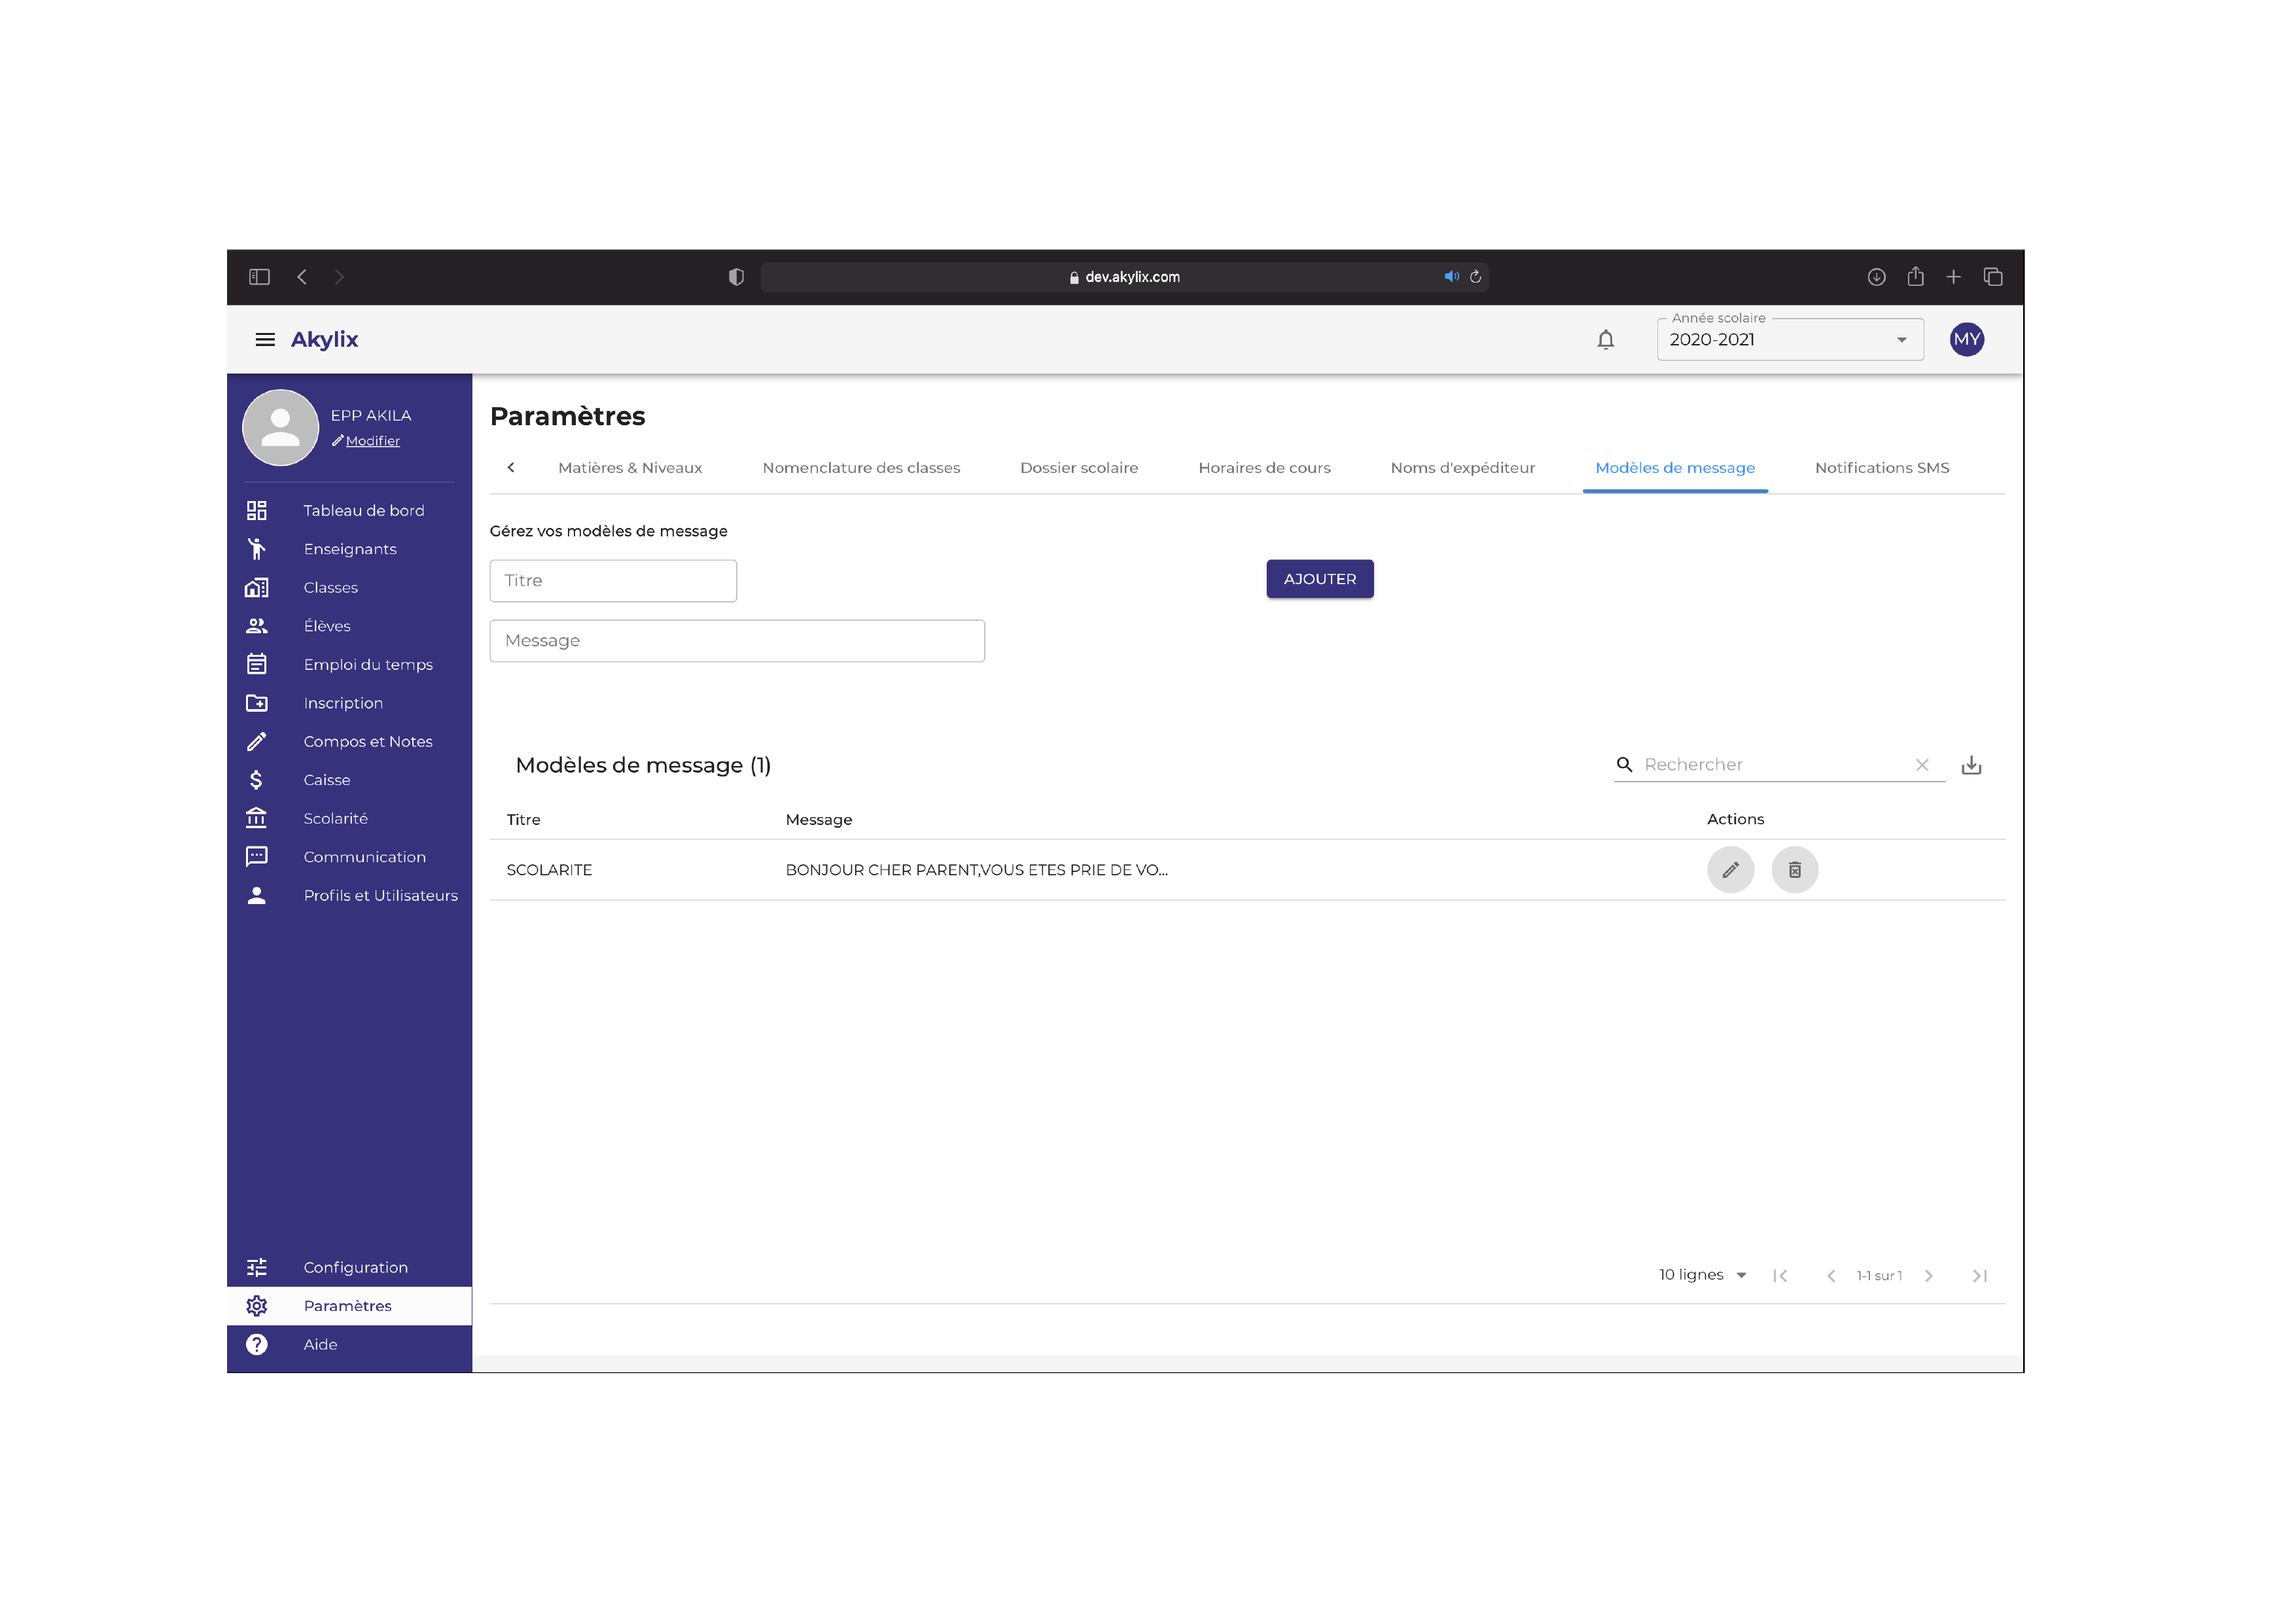 dev.akylix.com
Akylix
Année scolaire
2020-2021
MY
EPP AKILA
Modifier
Tableau de bord
Enseignants
Classes
Élèves
Emploi du temps
Inscription
Compos et Notes
Caisse
Scolarité
Communication
Profils et Utilisateurs
Configuration
Paramètres
Aide
Paramètres
Matières & Niveaux Nomenclature des classes Dossier scolaire Horaires de cours Noms d'expéditeur Modèles de message Notifications SMS
Gérez vos modèles de message
Titre
AJOUTER
Message
Modèles de message (1)
Rechercher
Titre Message Actions
SCOLARITE BONJOUR CHER PARENT,VOUS ETES PRIE DE VO...
10 lignes 1-1 sur 1